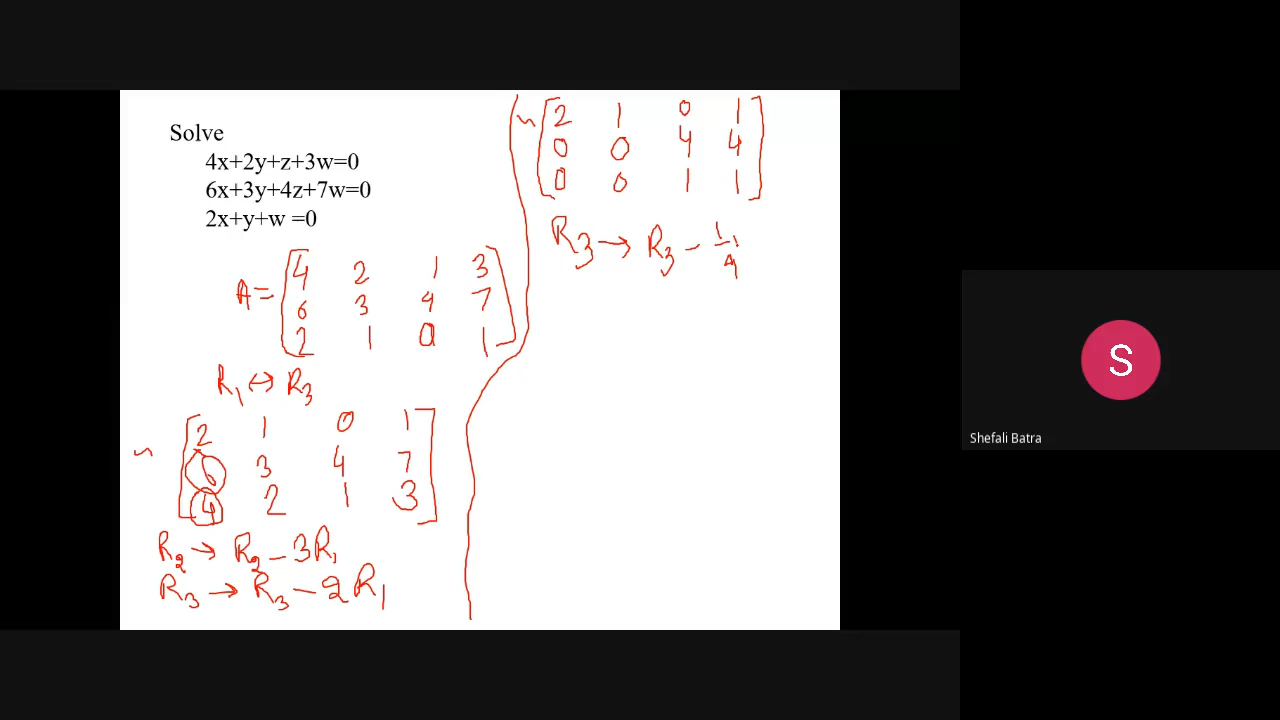 Solve
4x+2y+z+3w=0
6x+3y+4z+7w=0
2x+y+w =0
A = [4 2 1 3
6 3 4 7
2 1 0 1]
R1 ↔ R3
~ [2 1 0 1
6 3 4 7
4 2 1 3]
R2 → R2 - 3R1
R3 → R3 - 2R1
~ [2 1 0 1
0 0 4 4
0 0 1 1]
R3 → R3 -
S
Shefali Batra